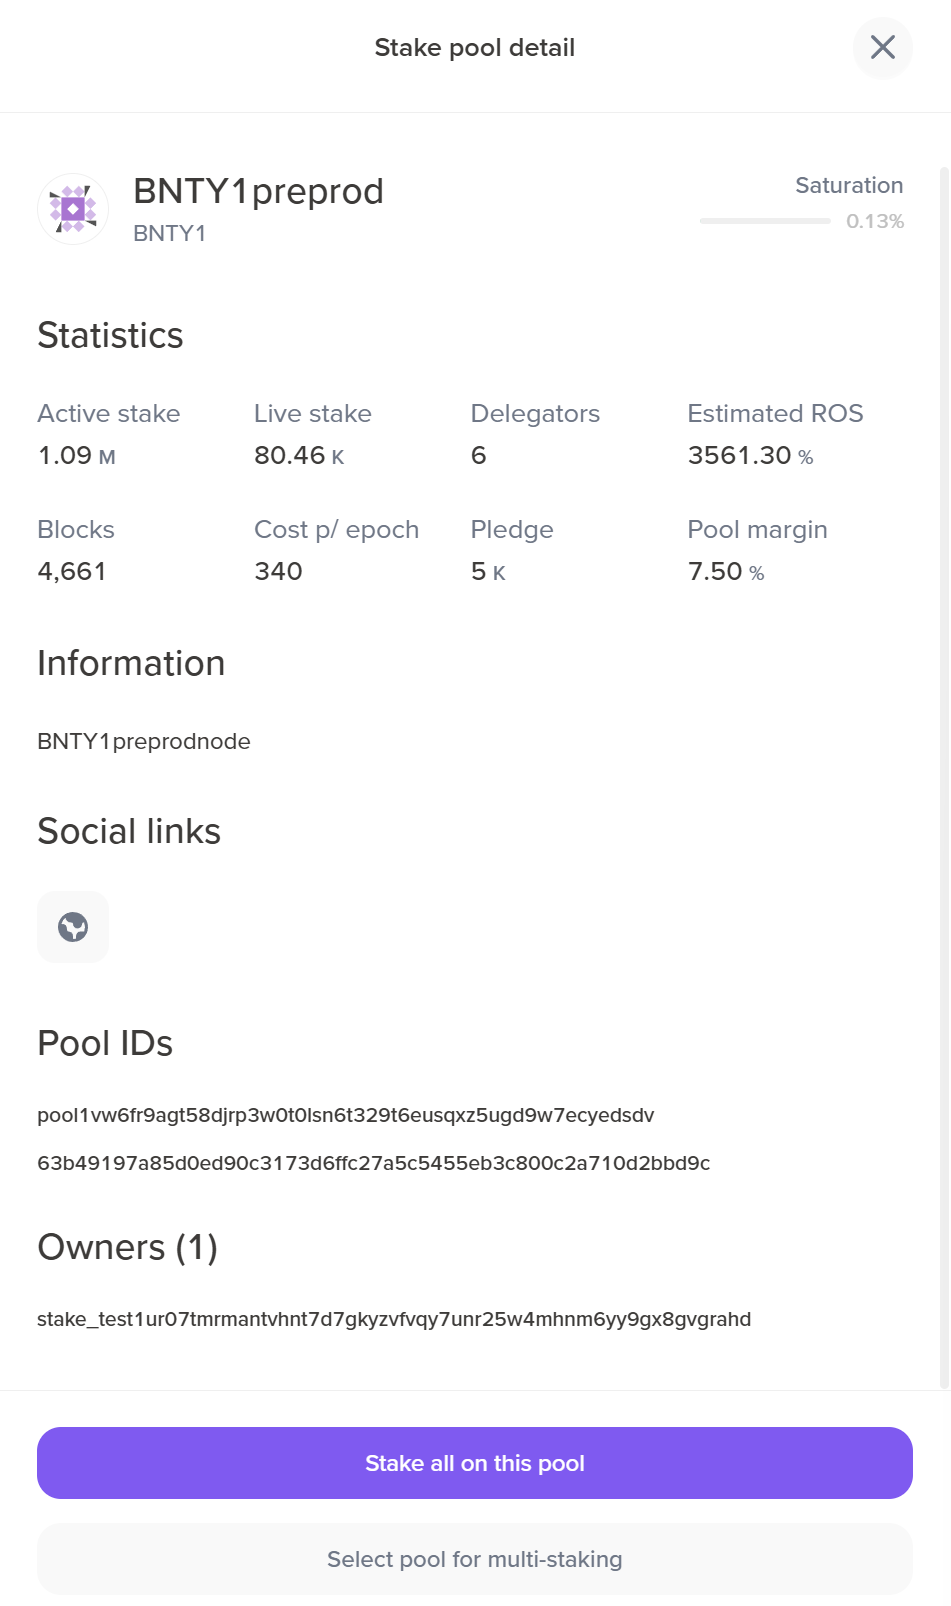 Stake pool detail
BNTY1preprod
BNTY1
Saturation
0.13%
Statistics
Active stake Live stake Delegators Estimated ROS
1.09 M 80.46 K 6 3561.30 %
Blocks Cost p/ epoch Pledge Pool margin
4,661 340 5 K 7.50 %
Information
BNTY1preprodnode
Social links
Pool IDs
pool1vw6fr9agt58djrp3w0t0lsn6t329t6eusqxz5ugd9w7ecyedsdv
63b49197a85d0ed90c3173d6ffc27a5c5455eb3c800c2a710d2bbd9c
Owners (1)
stake_test1ur07tmrmantvhnt7d7gkyzvfvqy7unr25w4mhnm6yy9gx8gvgrahd
Stake all on this pool
Select pool for multi-staking